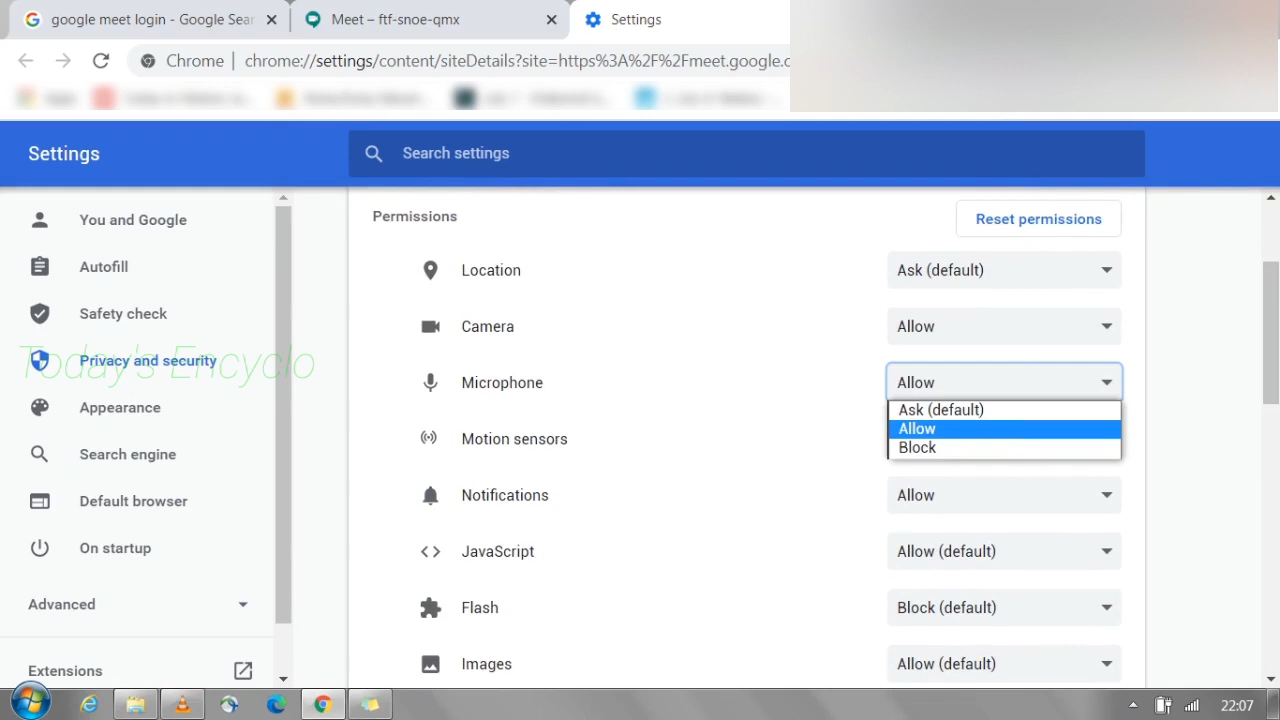 google meet login - Google Sear
Meet – ftf-snoe-qmx
Settings
Chrome | chrome://settings/content/siteDetails?site=https%3A%2F%2Fmeet.google.c
Settings
Search settings
You and Google
Autofill
Safety check
Privacy and security
Today's Encyclo
Appearance
Search engine
Default browser
On startup
Advanced
Extensions
Permissions
Reset permissions
Location
Ask (default)
Camera
Allow
Microphone
Allow
Ask (default)
Allow
Block
Motion sensors
Notifications
Allow
JavaScript
Allow (default)
Flash
Block (default)
Images
Allow (default)
22:07